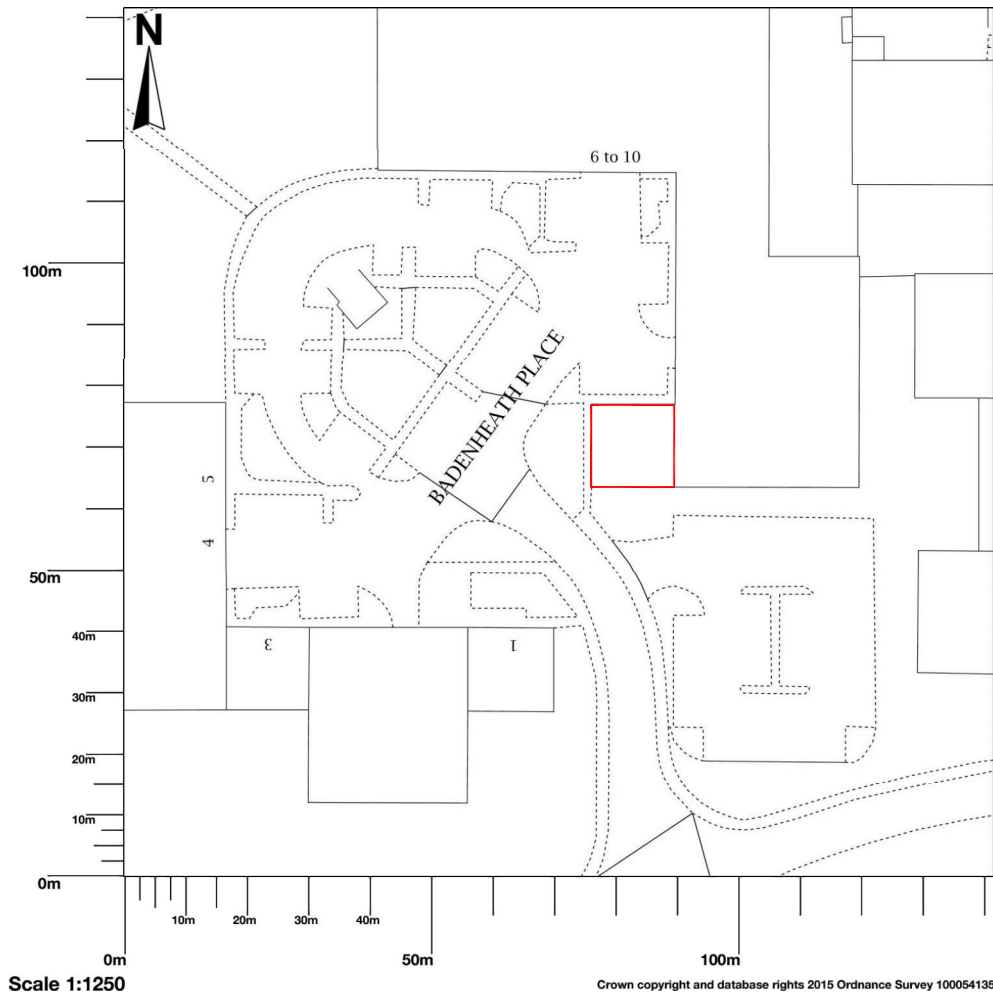 N
6 to 10
100m
BADENHEATH PLACE
5
4
50m
40m
3
1
30m
20m
10m
0m
10m
20m
30m
40m
0m
50m
100m
Scale 1:1250
Crown copyright and database rights 2015 Ordnance Survey 100054135